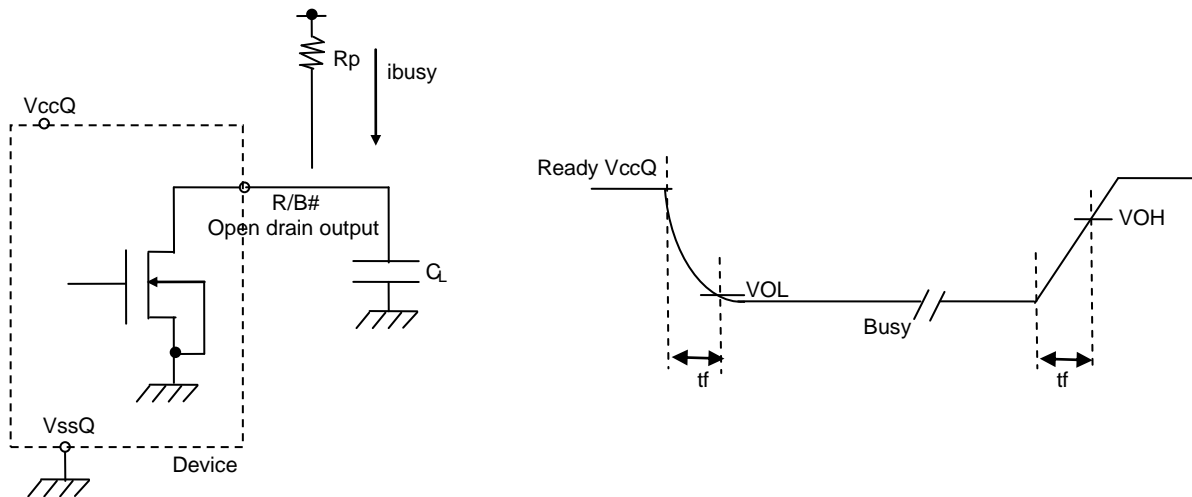 Rp
ibusy
VccQ
R/B#
Open drain output
CL
VssQ
Device
Ready VccQ
VOL
Busy
VOH
tf
tf